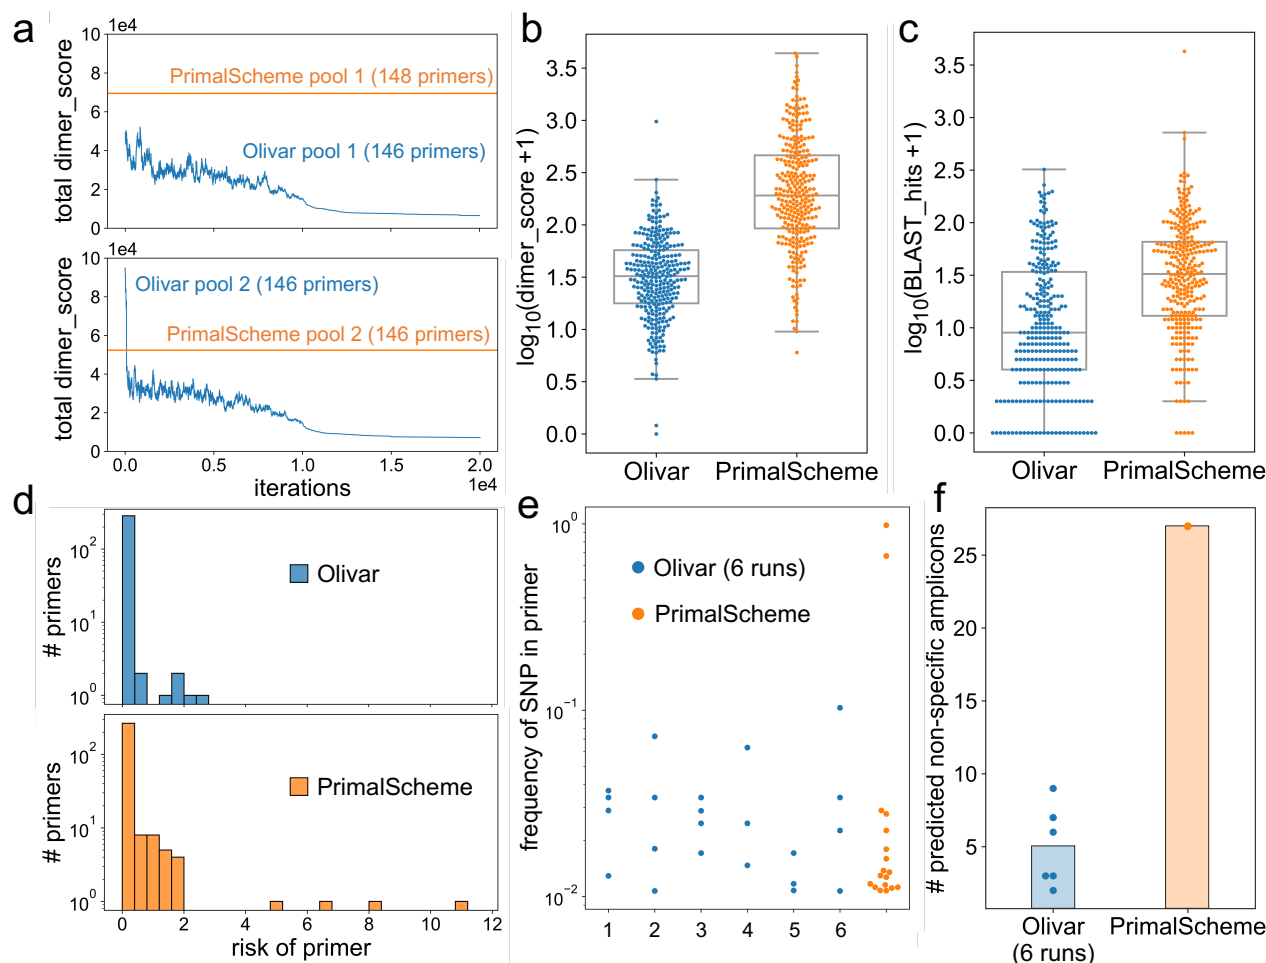 a
1e4
10
8
6
4
2
0
total dimer_score
PrimalScheme pool 1 (148 primers)
Olivar pool 1 (146 primers)
1e4
10
8
6
4
2
0
total dimer_score
Olivar pool 2 (146 primers)
PrimalScheme pool 2 (146 primers)
0.0 0.5 1.0 1.5 2.0
iterations
1e4
b
3.5
3.0
2.5
2.0
1.5
1.0
0.5
0.0
log10(dimer_score +1)
Olivar PrimalScheme
c
3.5
3.0
2.5
2.0
1.5
1.0
0.5
0.0
log10(BLAST_hits +1)
Olivar PrimalScheme
d
10^2
10^1
10^0
# primers
Olivar
10^2
10^1
10^0
# primers
PrimalScheme
0 2 4 6 8 10 12
risk of primer
e
10^0
10^-1
10^-2
frequency of SNP in primer
Olivar (6 runs)
PrimalScheme
1 2 3 4 5 6
f
25
20
15
10
5
# predicted non-specific amplicons
Olivar PrimalScheme
(6 runs)